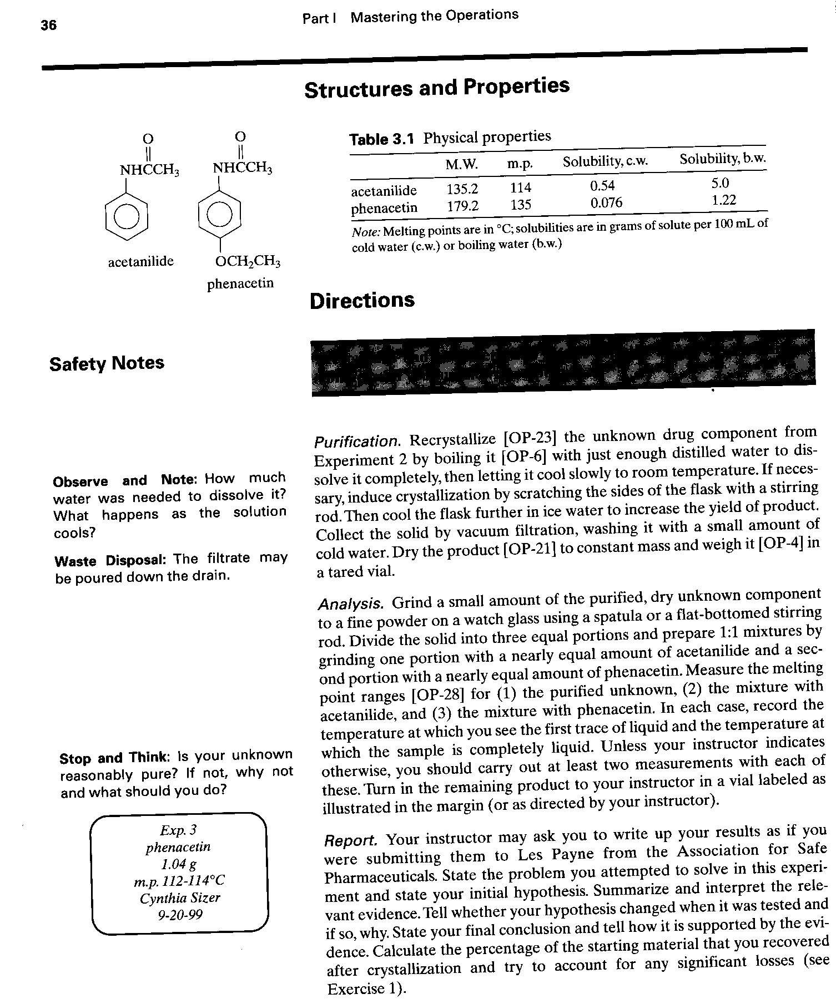 36
Part I Mastering the Operations
Structures and Properties
O
NHCCH₃
acetanilide
O
NHCCH₃
OCH₂CH₃
phenacetin
Table 3.1 Physical properties
M.W. m.p. Solubility, c.w. Solubility, b.w.
acetanilide 135.2 114 0.54 5.0
phenacetin 179.2 135 0.076 1.22
Note: Melting points are in °C; solubilities are in grams of solute per 100 mL of
cold water (c.w.) or boiling water (b.w.)
Directions
Safety Notes
Purification. Recrystallize [OP-23] the unknown drug component from
Experiment 2 by boiling it [OP-6] with just enough distilled water to dis-
solve it completely, then letting it cool slowly to room temperature. If neces-
sary, induce crystallization by scratching the sides of the flask with a stirring
rod. Then cool the flask further in ice water to increase the yield of product.
Collect the solid by vacuum filtration, washing it with a small amount of
cold water. Dry the product [OP-21] to constant mass and weigh it [OP-4] in
a tared vial.
Observe and Note: How much
water was needed to dissolve it?
What happens as the solution
cools?
Waste Disposal: The filtrate may
be poured down the drain.
Analysis. Grind a small amount of the purified, dry unknown component
to a fine powder on a watch glass using a spatula or a flat-bottomed stirring
rod. Divide the solid into three equal portions and prepare 1:1 mixtures by
grinding one portion with a nearly equal amount of acetanilide and a sec-
ond portion with a nearly equal amount of phenacetin. Measure the melting
point ranges [OP-28] for (1) the purified unknown, (2) the mixture with
acetanilide, and (3) the mixture with phenacetin. In each case, record the
temperature at which you see the first trace of liquid and the temperature at
which the sample is completely liquid. Unless your instructor indicates
otherwise, you should carry out at least two measurements with each of
these. Turn in the remaining product to your instructor in a vial labeled as
illustrated in the margin (or as directed by your instructor).
Stop and Think: Is your unknown
reasonably pure? If not, why not
and what should you do?
Exp. 3
phenacetin
1.04 g
m.p. 112-114°C
Cynthia Sizer
9-20-99
Report. Your instructor may ask you to write up your results as if you
were submitting them to Les Payne from the Association for Safe
Pharmaceuticals. State the problem you attempted to solve in this experi-
ment and state your initial hypothesis. Summarize and interpret the rele-
vant evidence. Tell whether your hypothesis changed when it was tested and
if so, why. State your final conclusion and tell how it is supported by the evi-
dence. Calculate the percentage of the starting material that you recovered
after crystallization and try to account for any significant losses (see
Exercise 1).